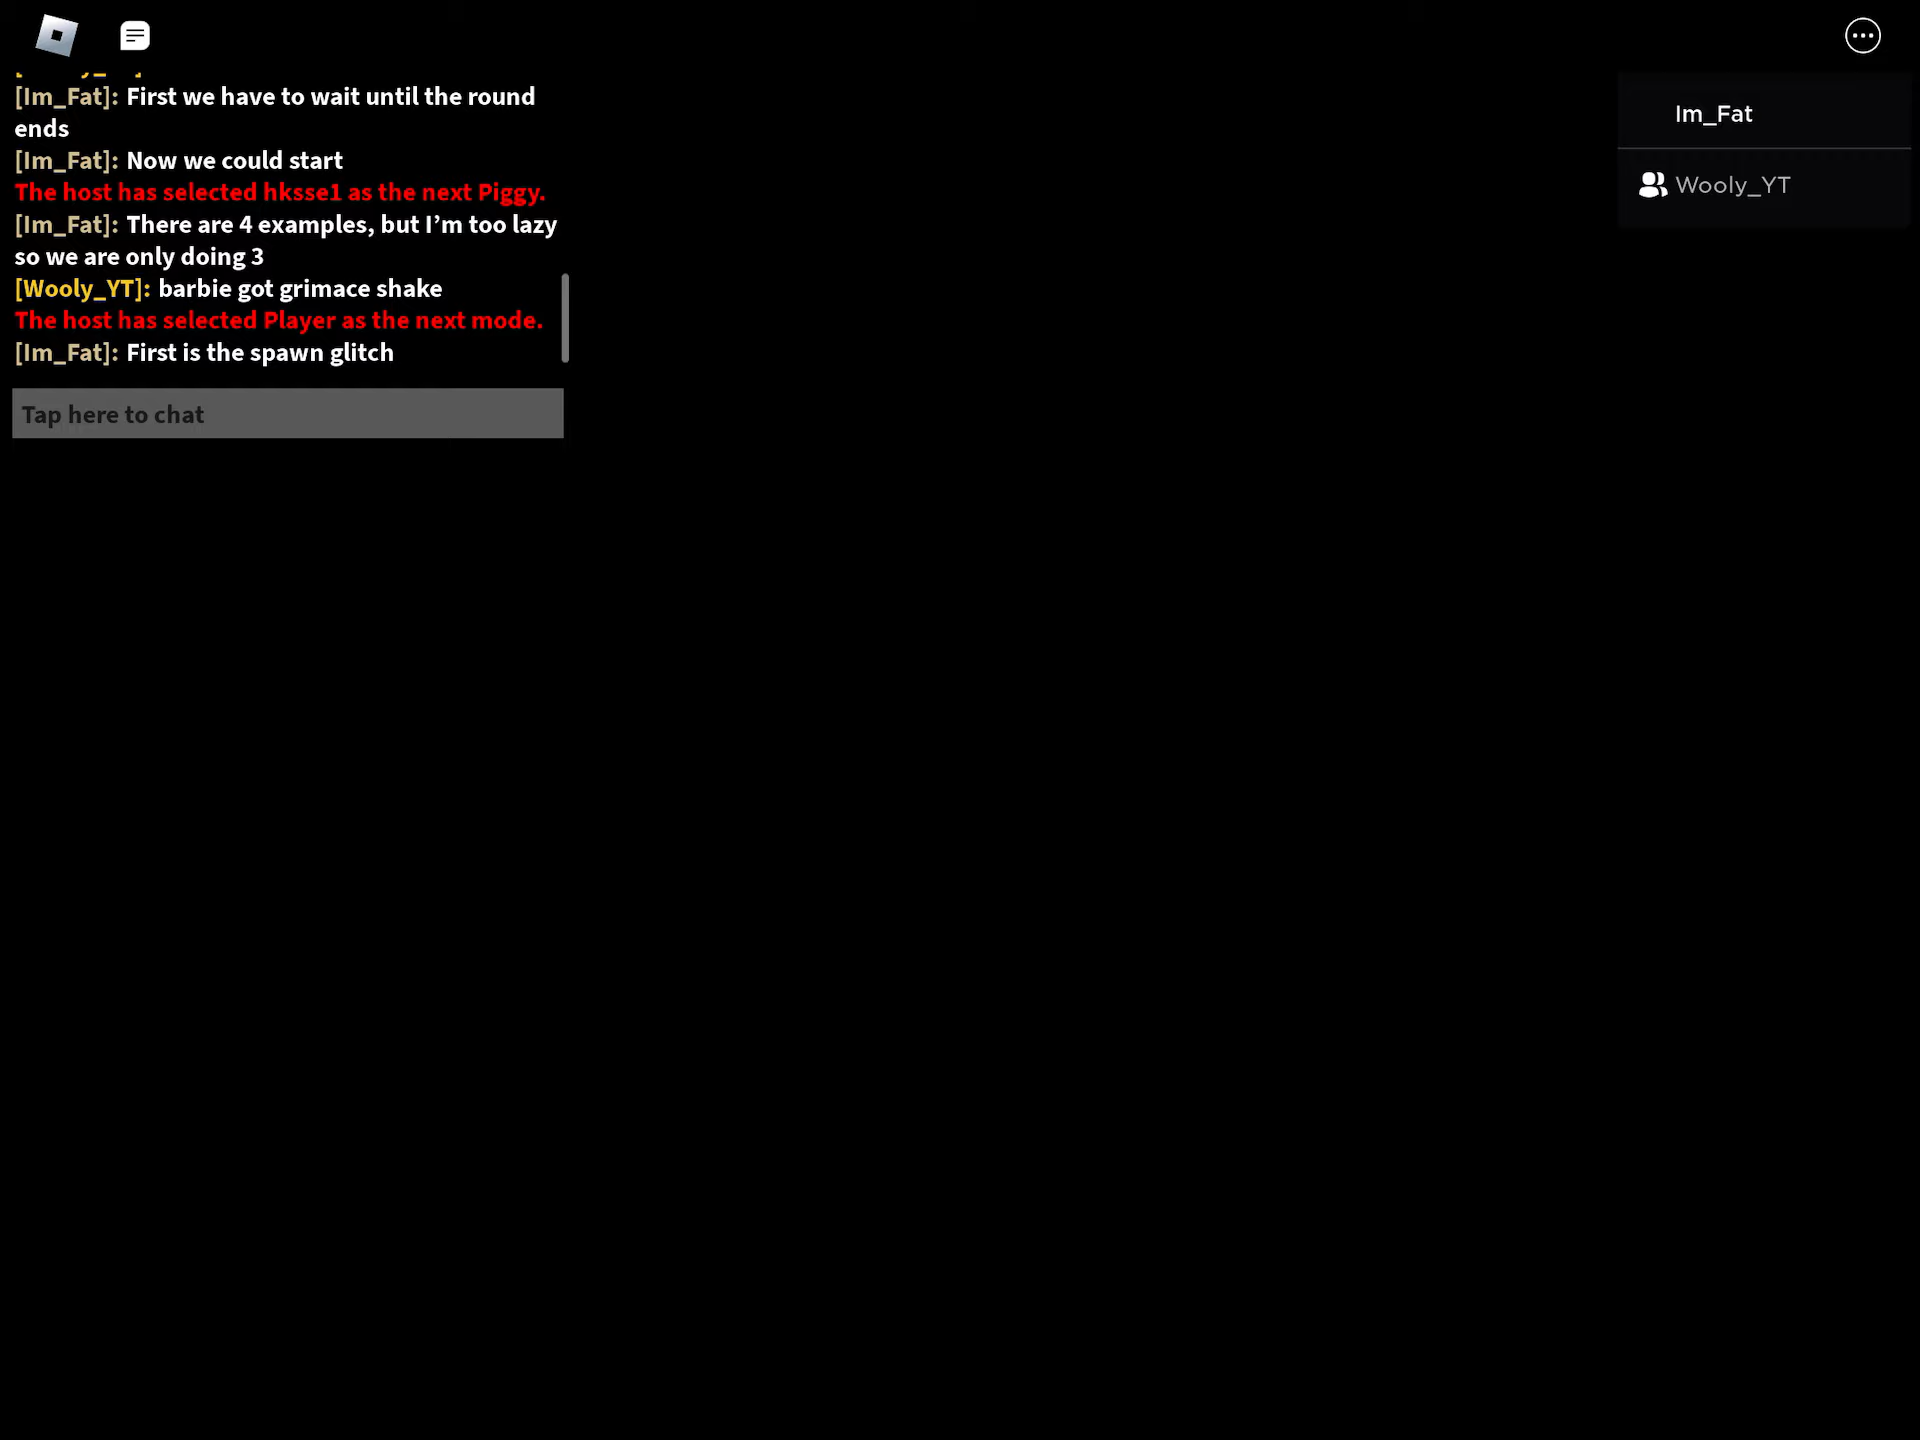 [Im_Fat]: First we have to wait until the round
ends
[Im_Fat]: Now we could start
The host has selected hksse1 as the next Piggy.
[Im_Fat]: There are 4 examples, but I’m too lazy
so we are only doing 3
[Wooly_YT]: barbie got grimace shake
The host has selected Player as the next mode.
[Im_Fat]: First is the spawn glitch
Tap here to chat
Im_Fat
Wooly_YT